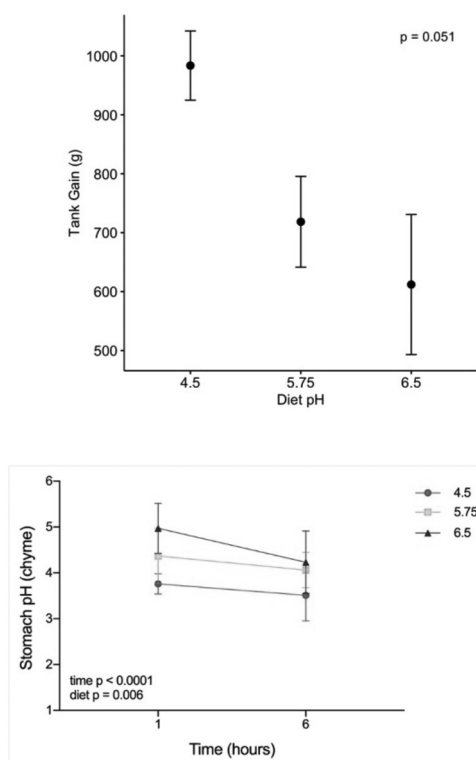 p = 0.051
1000
900
800
700
600
500
Tank Gain (g)
4.5
5.75
6.5
Diet pH
6
5
4
3
2
1
Stomach pH (chyme)
4.5
5.75
6.5
time p < 0.0001
diet p = 0.006
1
6
Time (hours)